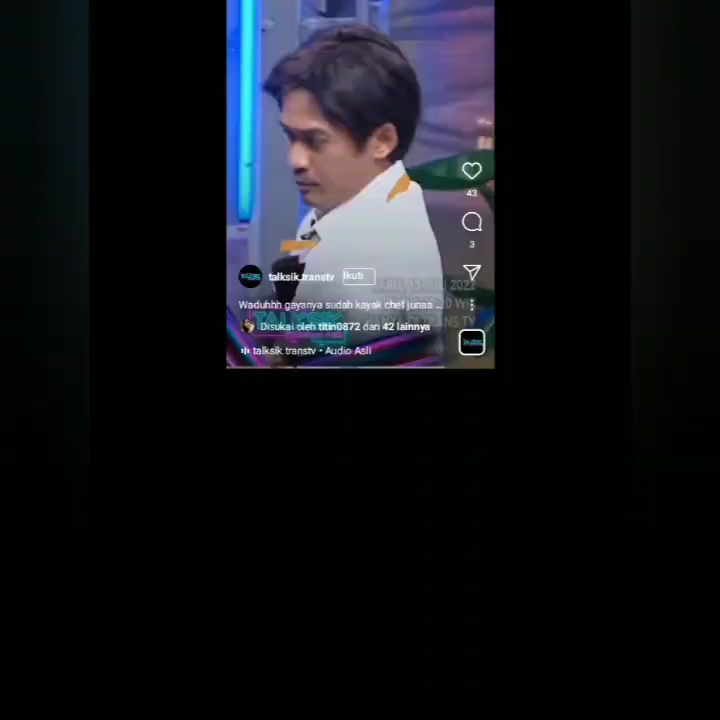 43
3
talksik.transtv Ikuti
Waduhhh gayanya sudah kayak chef junaa ...
Disukai oleh titin0872 dan 42 lainnya
talksik.transtv • Audio Asli